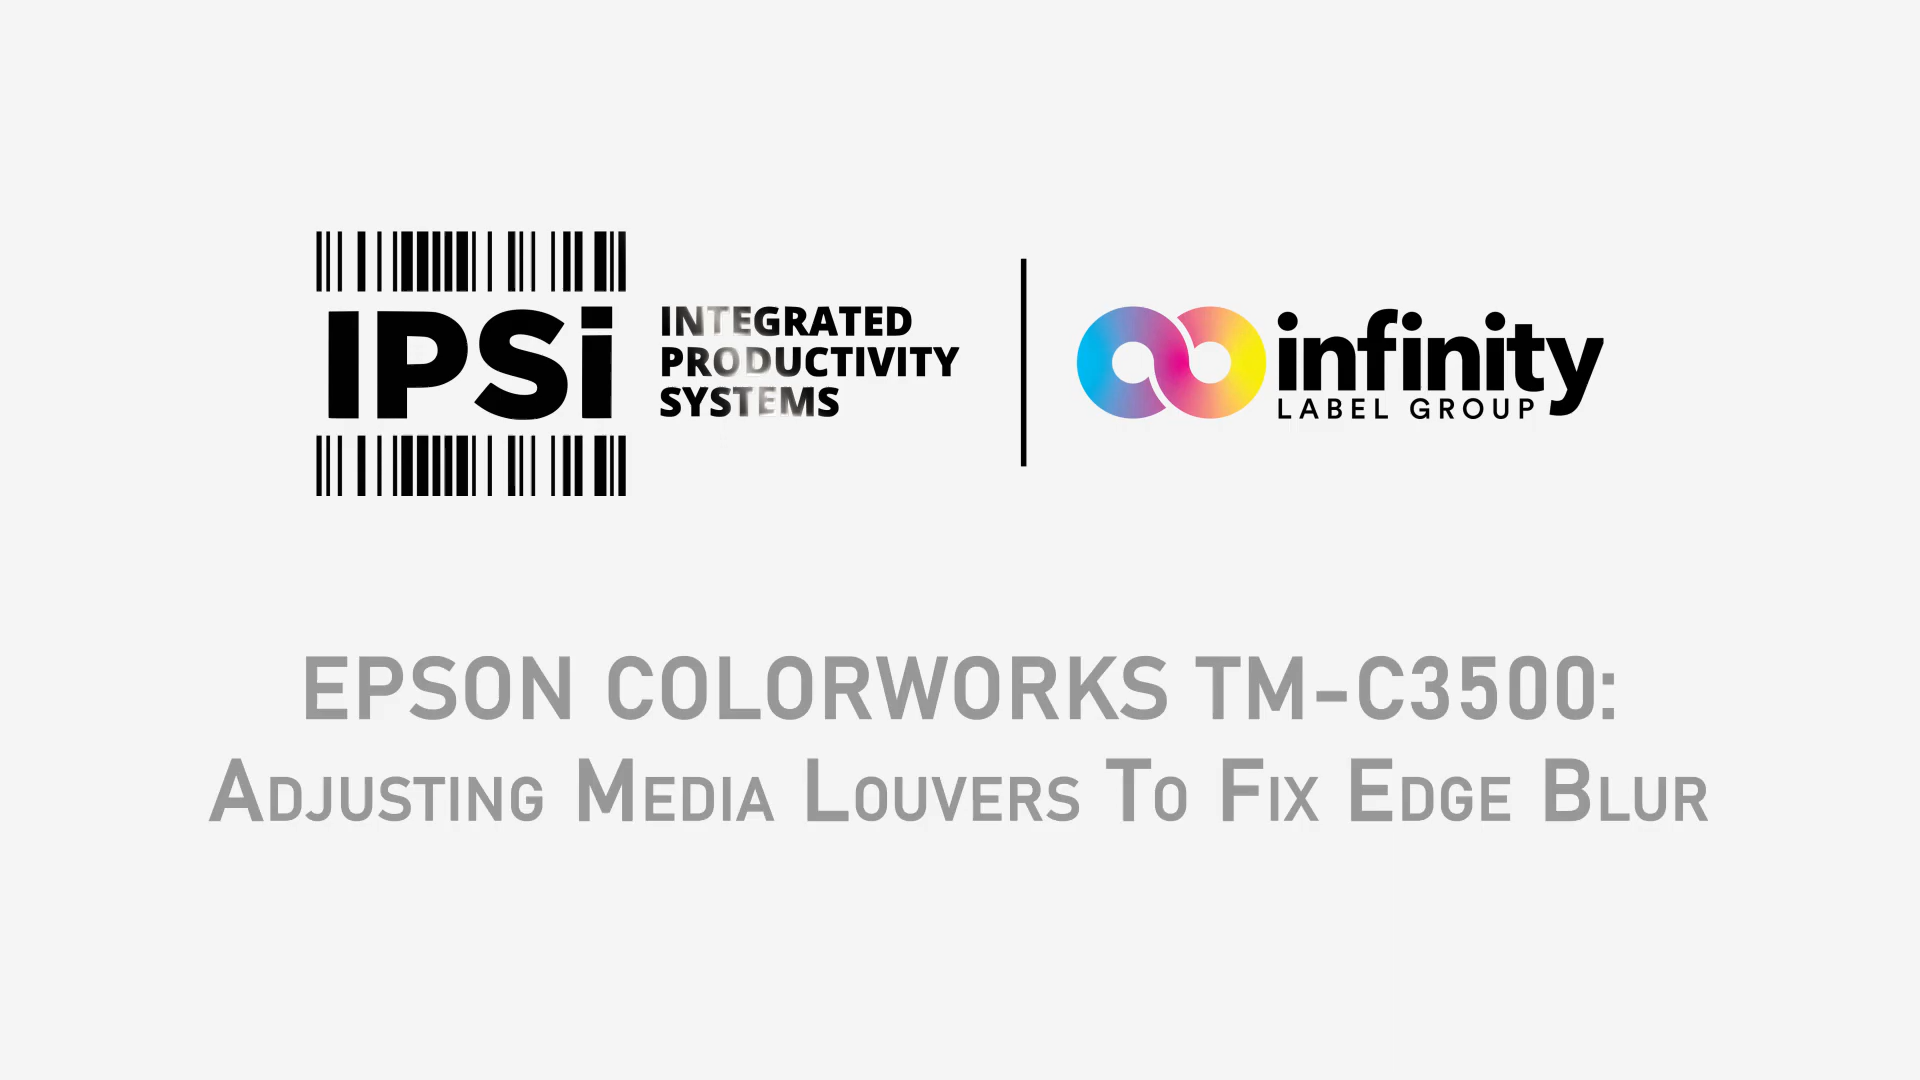 IPSi
INTEGRATED
PRODUCTIVITY
SYSTEMS
infinity
LABEL GROUP
EPSON COLORWORKS TM-C3500:
Adjusting Media Louvers To Fix Edge Blur